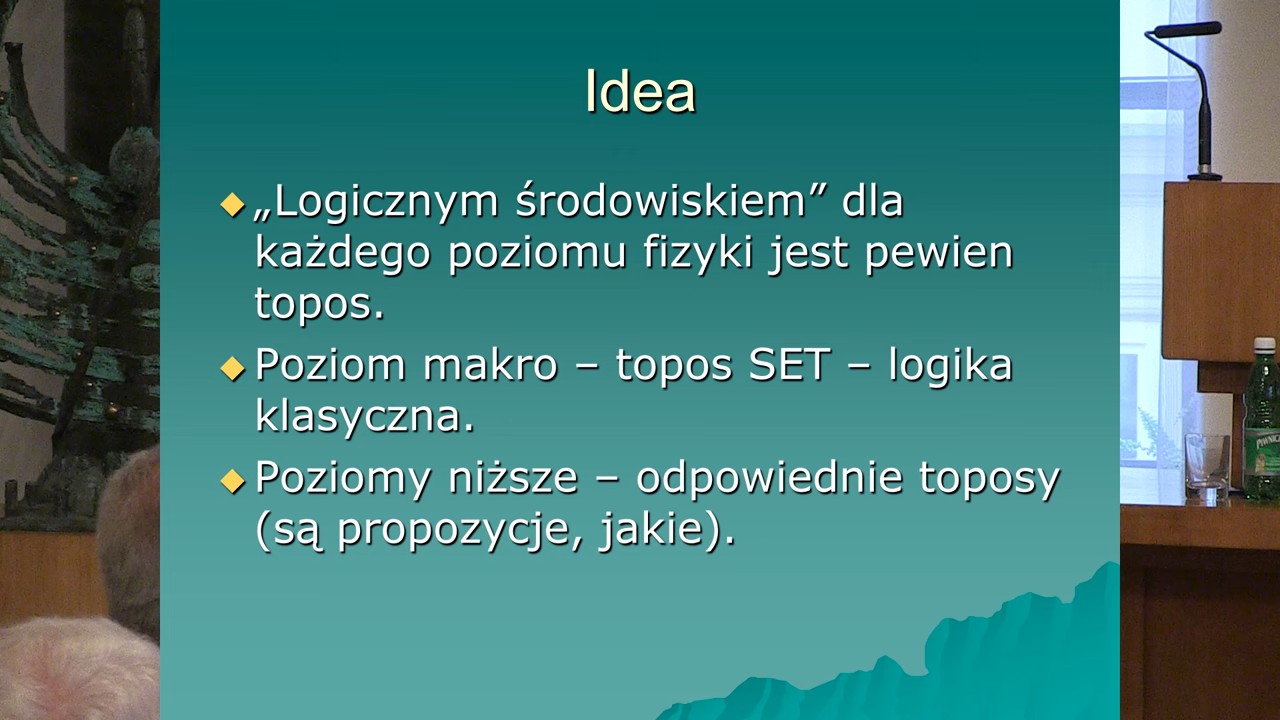 Idea
„Logicznym środowiskiem” dla
każdego poziomu fizyki jest pewien
topos.
Poziom makro – topos SET – logika
klasyczna.
Poziomy niższe – odpowiednie toposy
(są propozycje, jakie).